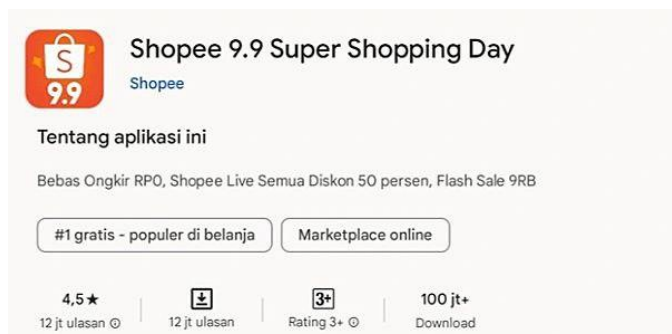 S
9.9
Shopee 9.9 Super Shopping Day
Shopee
Tentang aplikasi ini
Bebas Ongkir RP0, Shopee Live Semua Diskon 50 persen, Flash Sale 9RB
#1 gratis - populer di belanja
Marketplace online
4,5★
12 jt ulasan
12 jt ulasan
3+
Rating 3+
100 jt+
Download